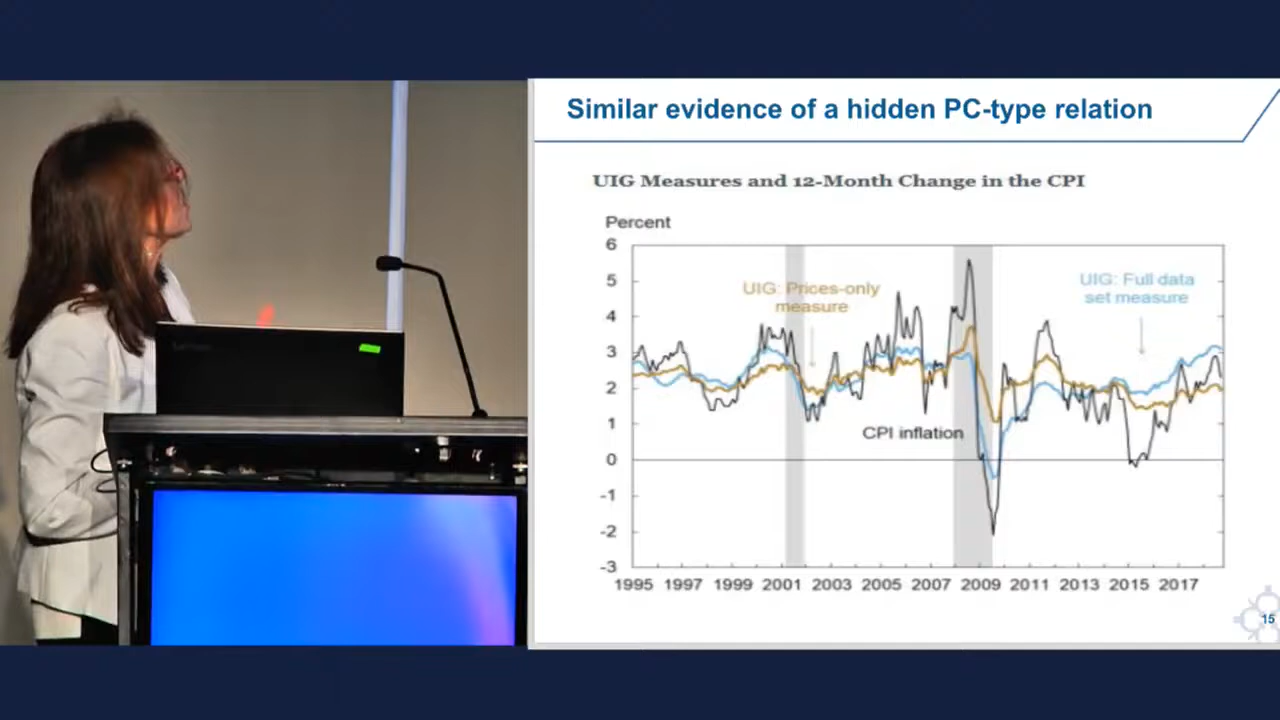 Similar evidence of a hidden PC-type relation
UIG Measures and 12-Month Change in the CPI
Percent
6
5
4
3
2
1
0
-1
-2
-3
UIG: Prices-only
measure
UIG: Full data
set measure
CPI inflation
1995 1997 1999 2001 2003 2005 2007 2009 2011 2013 2015 2017
15